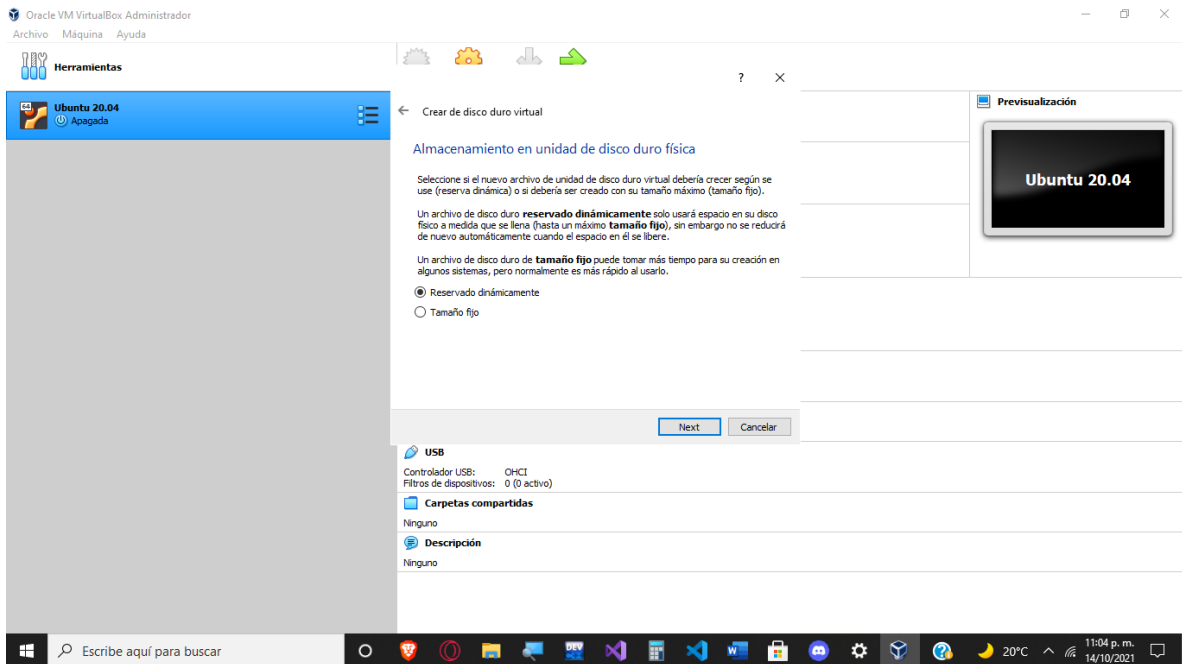 Oracle VM VirtualBox Administrador
Archivo Máquina Ayuda
Herramientas
64
Ubuntu 20.04
Apagada
?
Crear de disco duro virtual
Almacenamiento en unidad de disco duro física
Seleccione si el nuevo archivo de unidad de disco duro virtual debería crecer según se
use (reserva dinámica) o si debería ser creado con su tamaño máximo (tamaño fijo).
Un archivo de disco duro reservado dinámicamente solo usará espacio en su disco
físico a medida que se llena (hasta un máximo tamaño fijo), sin embargo no se reducirá
de nuevo automáticamente cuando el espacio en él se libere.
Un archivo de disco duro de tamaño fijo puede tomar más tiempo para su creación en
algunos sistemas, pero normalmente es más rápido al usarlo.
Reservado dinámicamente
Tamaño fijo
Next Cancelar
Previsualización
Ubuntu 20.04
USB
Controlador USB: OHCI
Filtros de dispositivos: 0 (0 activo)
Carpetas compartidas
Ninguno
Descripción
Ninguno
Escribe aquí para buscar
DEV
W
20°C
11:04 p. m.
14/10/2021